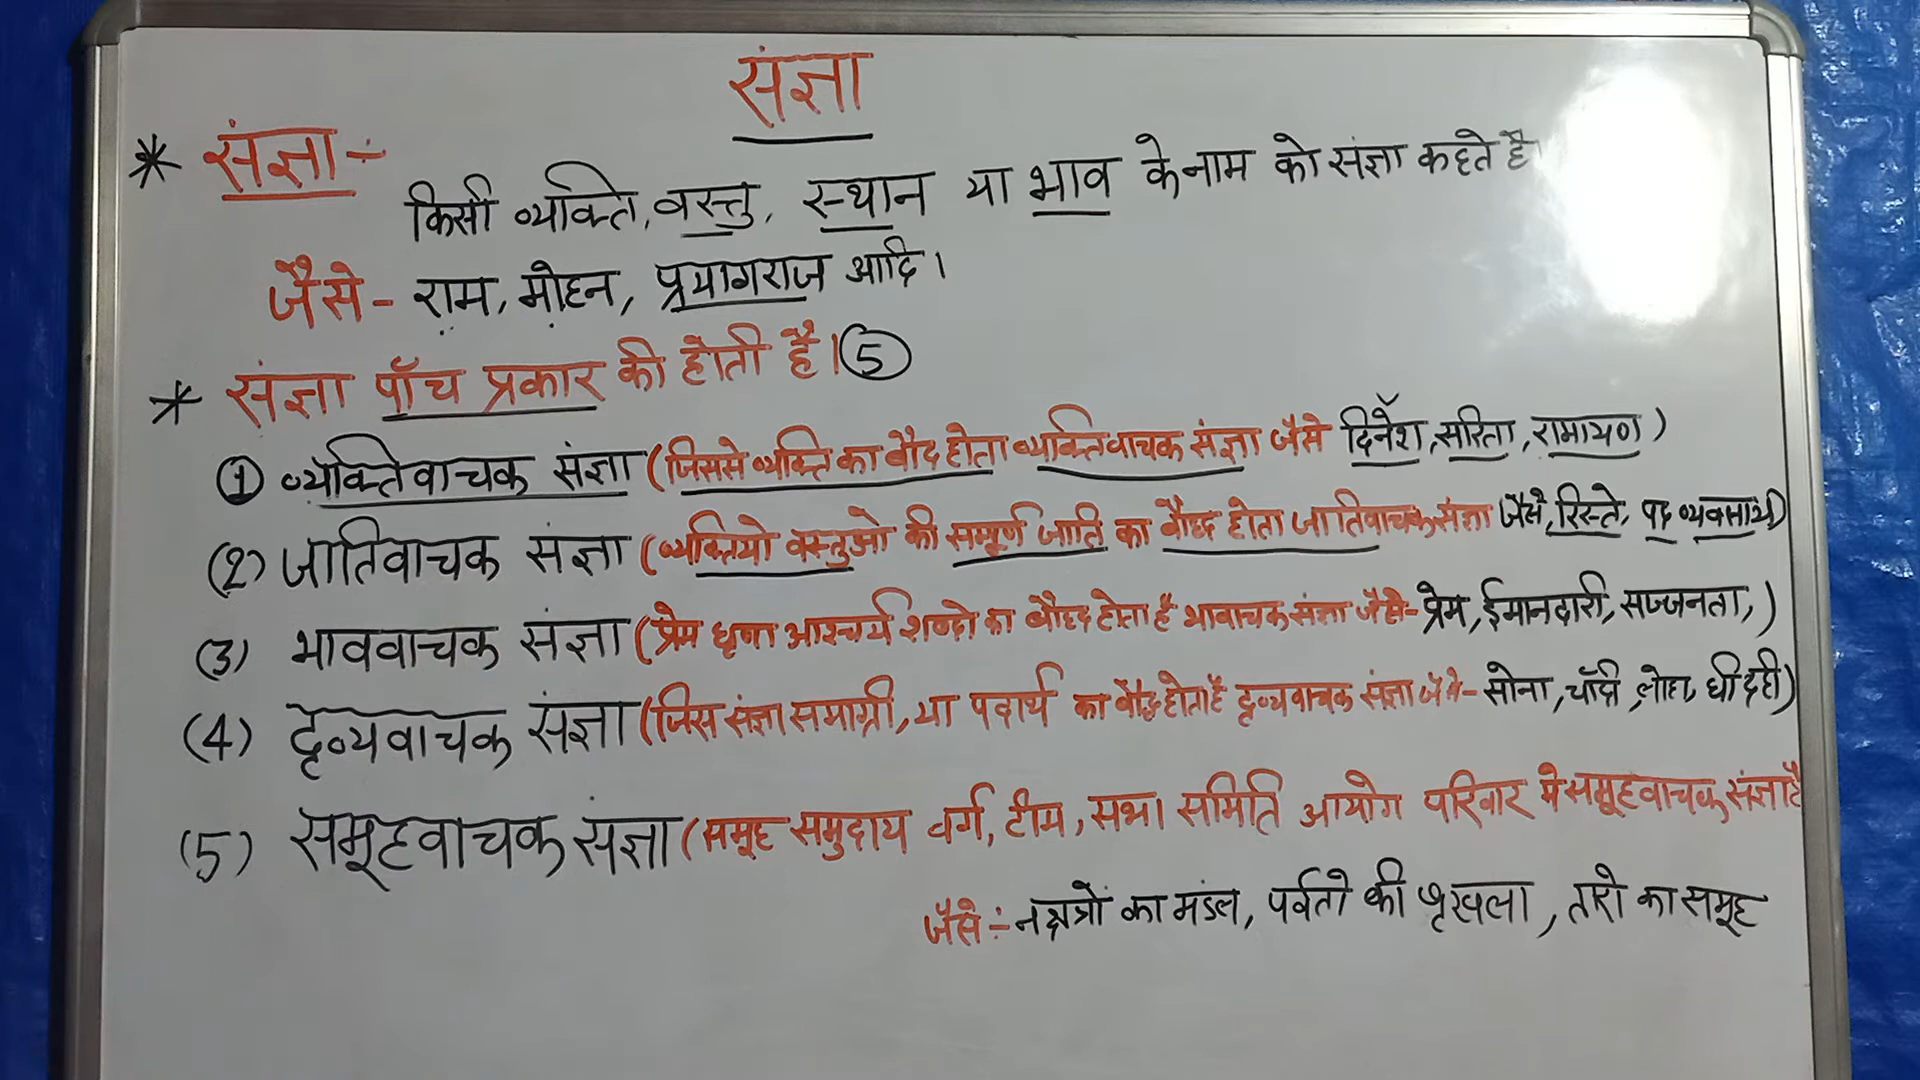 संज्ञा
* संज्ञा -:-
किसी व्यक्ति, वस्तु, स्थान या भाव के नाम को संज्ञा कहते है
जैसे - राम, मोहन, प्रयागराज आदि।
* संज्ञा पाँच प्रकार की होती है। (5)
(1) व्यक्तिवाचक संज्ञा (जिससे व्यक्ति का बौद होता व्यक्तिवाचक संज्ञा जैसे दिनेश, सरिता, रामायण)
(2) जातिवाचक संज्ञा (व्यक्तियो वस्तुओ की सम्पूर्ण जाति का बौद्ध होता जातिवाचक संज्ञा जैसे, रिस्ते, पद व्यवसाय)
(3) भाववाचक संज्ञा (प्रेम घृणा आश्चर्य शब्दो का बौद्ध होता है भावाचक संज्ञा जैसे- प्रेम, ईमानदारी, सज्जनता,)
(4) द्रव्यवाचक संज्ञा (जिस संज्ञा समाग्री, या पदार्थ का बौद्ध होता है द्रव्यवाचक संज्ञा जैसे - सोना, चाँदी, लोहा, घी दही)
(5) समूहवाचक संज्ञा (समूह समुदाय वर्ग, टीम, सभा समिति आयोग परिवार मे समूहवाचक संज्ञा है
जैसे :- नक्षत्रों का मंडल, पर्वतो की श्रृखला, तारो का समूह